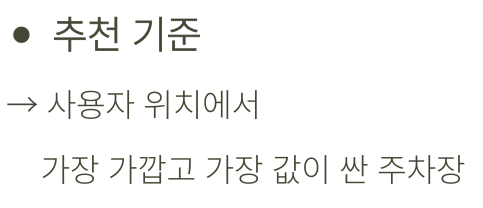 ● 추천 기준
→ 사용자 위치에서
가장 가깝고 가장 값이 싼 주차장